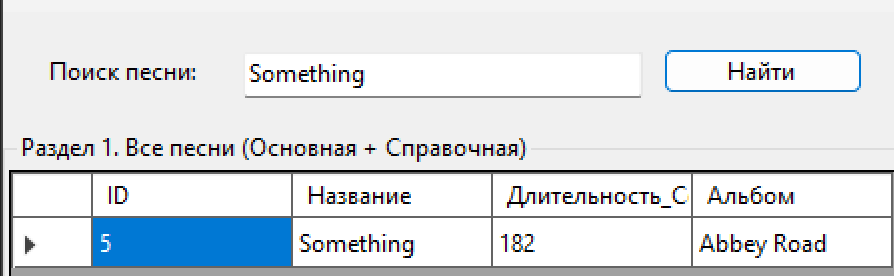 Поиск песни: Something Найти
Раздел 1. Все песни (Основная + Справочная)
ID Название Длительность_С Альбом
5 Something 182 Abbey Road